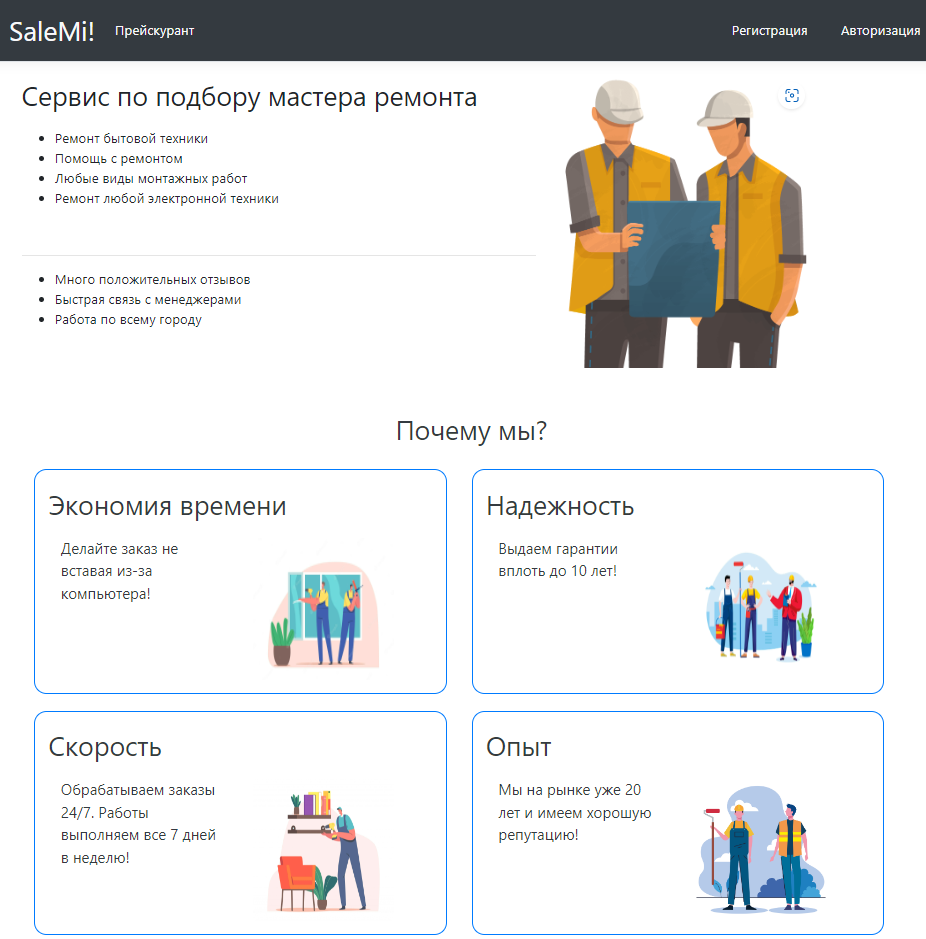 SaleMi! Прейскурант Регистрация Авторизация
Сервис по подбору мастера ремонта
Ремонт бытовой техники
Помощь с ремонтом
Любые виды монтажных работ
Ремонт любой электронной техники
Много положительных отзывов
Быстрая связь с менеджерами
Работа по всему городу
Почему мы?
Экономия времени
Делайте заказ не
вставая из-за
компьютера!
Надежность
Выдаем гарантии
вплоть до 10 лет!
Скорость
Обрабатываем заказы
24/7. Работы
выполняем все 7 дней
в неделю!
Опыт
Мы на рынке уже 20
лет и имеем хорошую
репутацию!